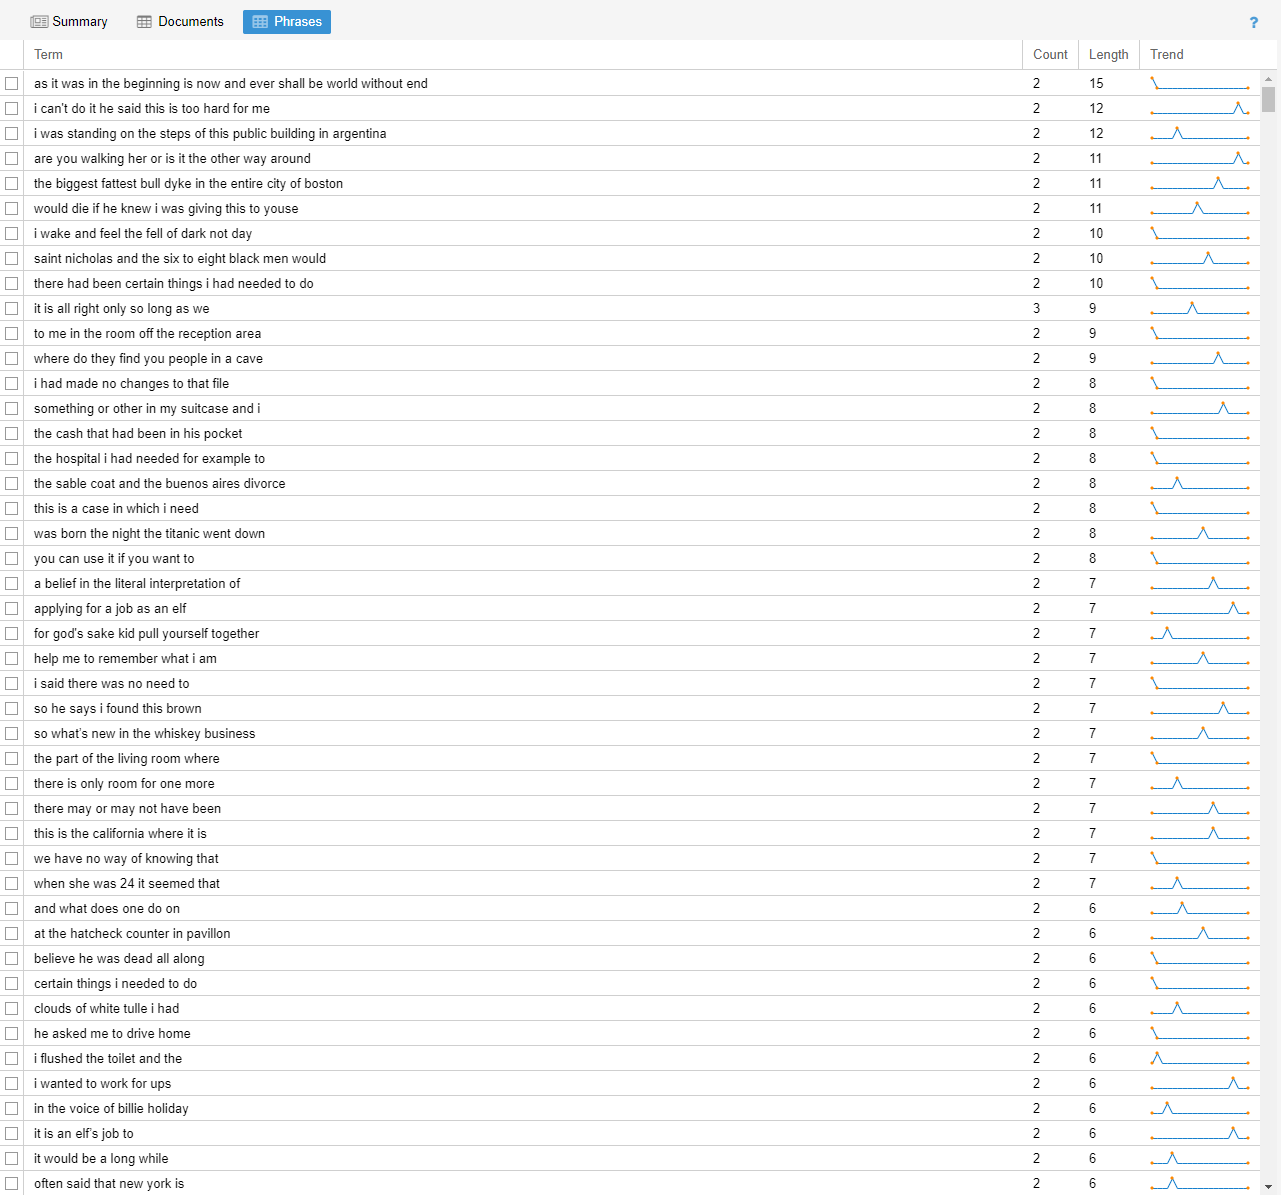 Summary Documents Phrases ?
Term Count Length Trend
as it was in the beginning is now and ever shall be world without end 2 15
i can't do it he said this is too hard for me 2 12
i was standing on the steps of this public building in argentina 2 12
are you walking her or is it the other way around 2 11
the biggest fattest bull dyke in the entire city of boston 2 11
would die if he knew i was giving this to youse 2 11
i wake and feel the fell of dark not day 2 10
saint nicholas and the six to eight black men would 2 10
there had been certain things i had needed to do 2 10
it is all right only so long as we 3 9
to me in the room off the reception area 2 9
where do they find you people in a cave 2 9
i had made no changes to that file 2 8
something or other in my suitcase and i 2 8
the cash that had been in his pocket 2 8
the hospital i had needed for example to 2 8
the sable coat and the buenos aires divorce 2 8
this is a case in which i need 2 8
was born the night the titanic went down 2 8
you can use it if you want to 2 8
a belief in the literal interpretation of 2 7
applying for a job as an elf 2 7
for god's sake kid pull yourself together 2 7
help me to remember what i am 2 7
i said there was no need to 2 7
so he says i found this brown 2 7
so what's new in the whiskey business 2 7
the part of the living room where 2 7
there is only room for one more 2 7
there may or may not have been 2 7
this is the california where it is 2 7
we have no way of knowing that 2 7
when she was 24 it seemed that 2 7
and what does one do on 2 6
at the hatcheck counter in pavillon 2 6
believe he was dead all along 2 6
certain things i needed to do 2 6
clouds of white tulle i had 2 6
he asked me to drive home 2 6
i flushed the toilet and the 2 6
i wanted to work for ups 2 6
in the voice of billie holiday 2 6
it is an elf's job to 2 6
it would be a long while 2 6
often said that new york is 2 6